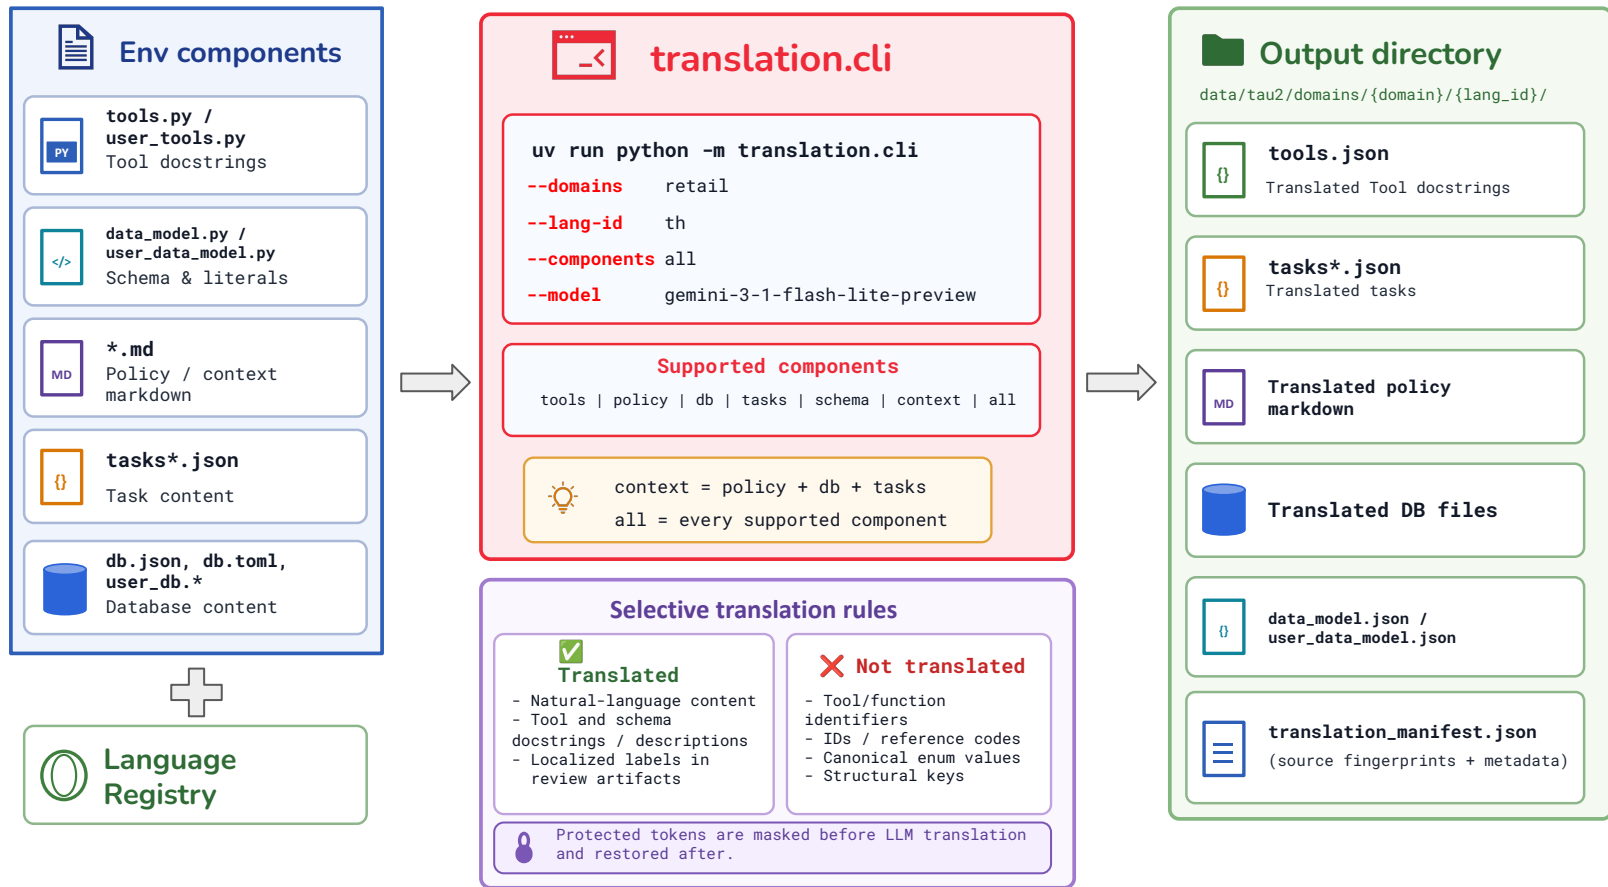 Env components
tools.py /
user_tools.py
PY
Tool docstrings
data_model.py /
user_data_model.py
</>
Schema & literals
*.md
MD
Policy / context
markdown
tasks*.json
{}
Task content
db.json, db.toml,
user_db.*
Database content
Language
Registry
translation.cli
uv run python -m translation.cli
--domains retail
--lang-id th
--components all
--model gemini-3-1-flash-lite-preview
Supported components
tools | policy | db | tasks | schema | context | all
context = policy + db + tasks
all = every supported component
Selective translation rules
✅
Translated
- Natural-language content
- Tool and schema
docstrings / descriptions
- Localized labels in
review artifacts
❌ Not translated
- Tool/function
identifiers
- IDs / reference codes
- Canonical enum values
- Structural keys
Protected tokens are masked before LLM translation
and restored after.
Output directory
data/tau2/domains/{domain}/{lang_id}/
tools.json
{}
Translated Tool docstrings
tasks*.json
{}
Translated tasks
Translated policy
MD
markdown
Translated DB files
data_model.json /
{}
user_data_model.json
translation_manifest.json
(source fingerprints + metadata)